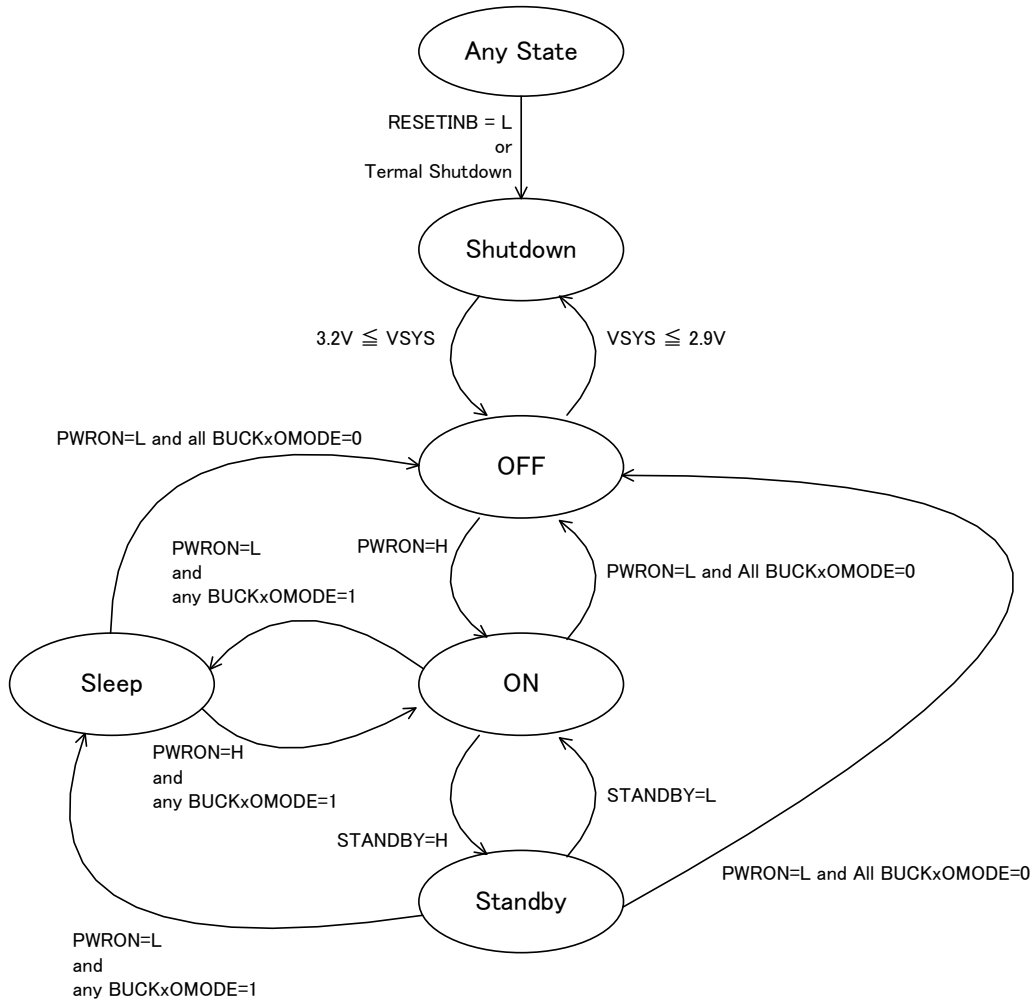 Any State
RESETINB = L
or
Termal Shutdown
Shutdown
3.2V ≦ VSYS
VSYS ≦ 2.9V
PWRON=L and all BUCKxOMODE=0
OFF
PWRON=L
and
any BUCKxOMODE=1
PWRON=H
PWRON=L and All BUCKxOMODE=0
Sleep
ON
PWRON=H
and
any BUCKxOMODE=1
STANDBY=L
STANDBY=H
PWRON=L and All BUCKxOMODE=0
Standby
PWRON=L
and
any BUCKxOMODE=1